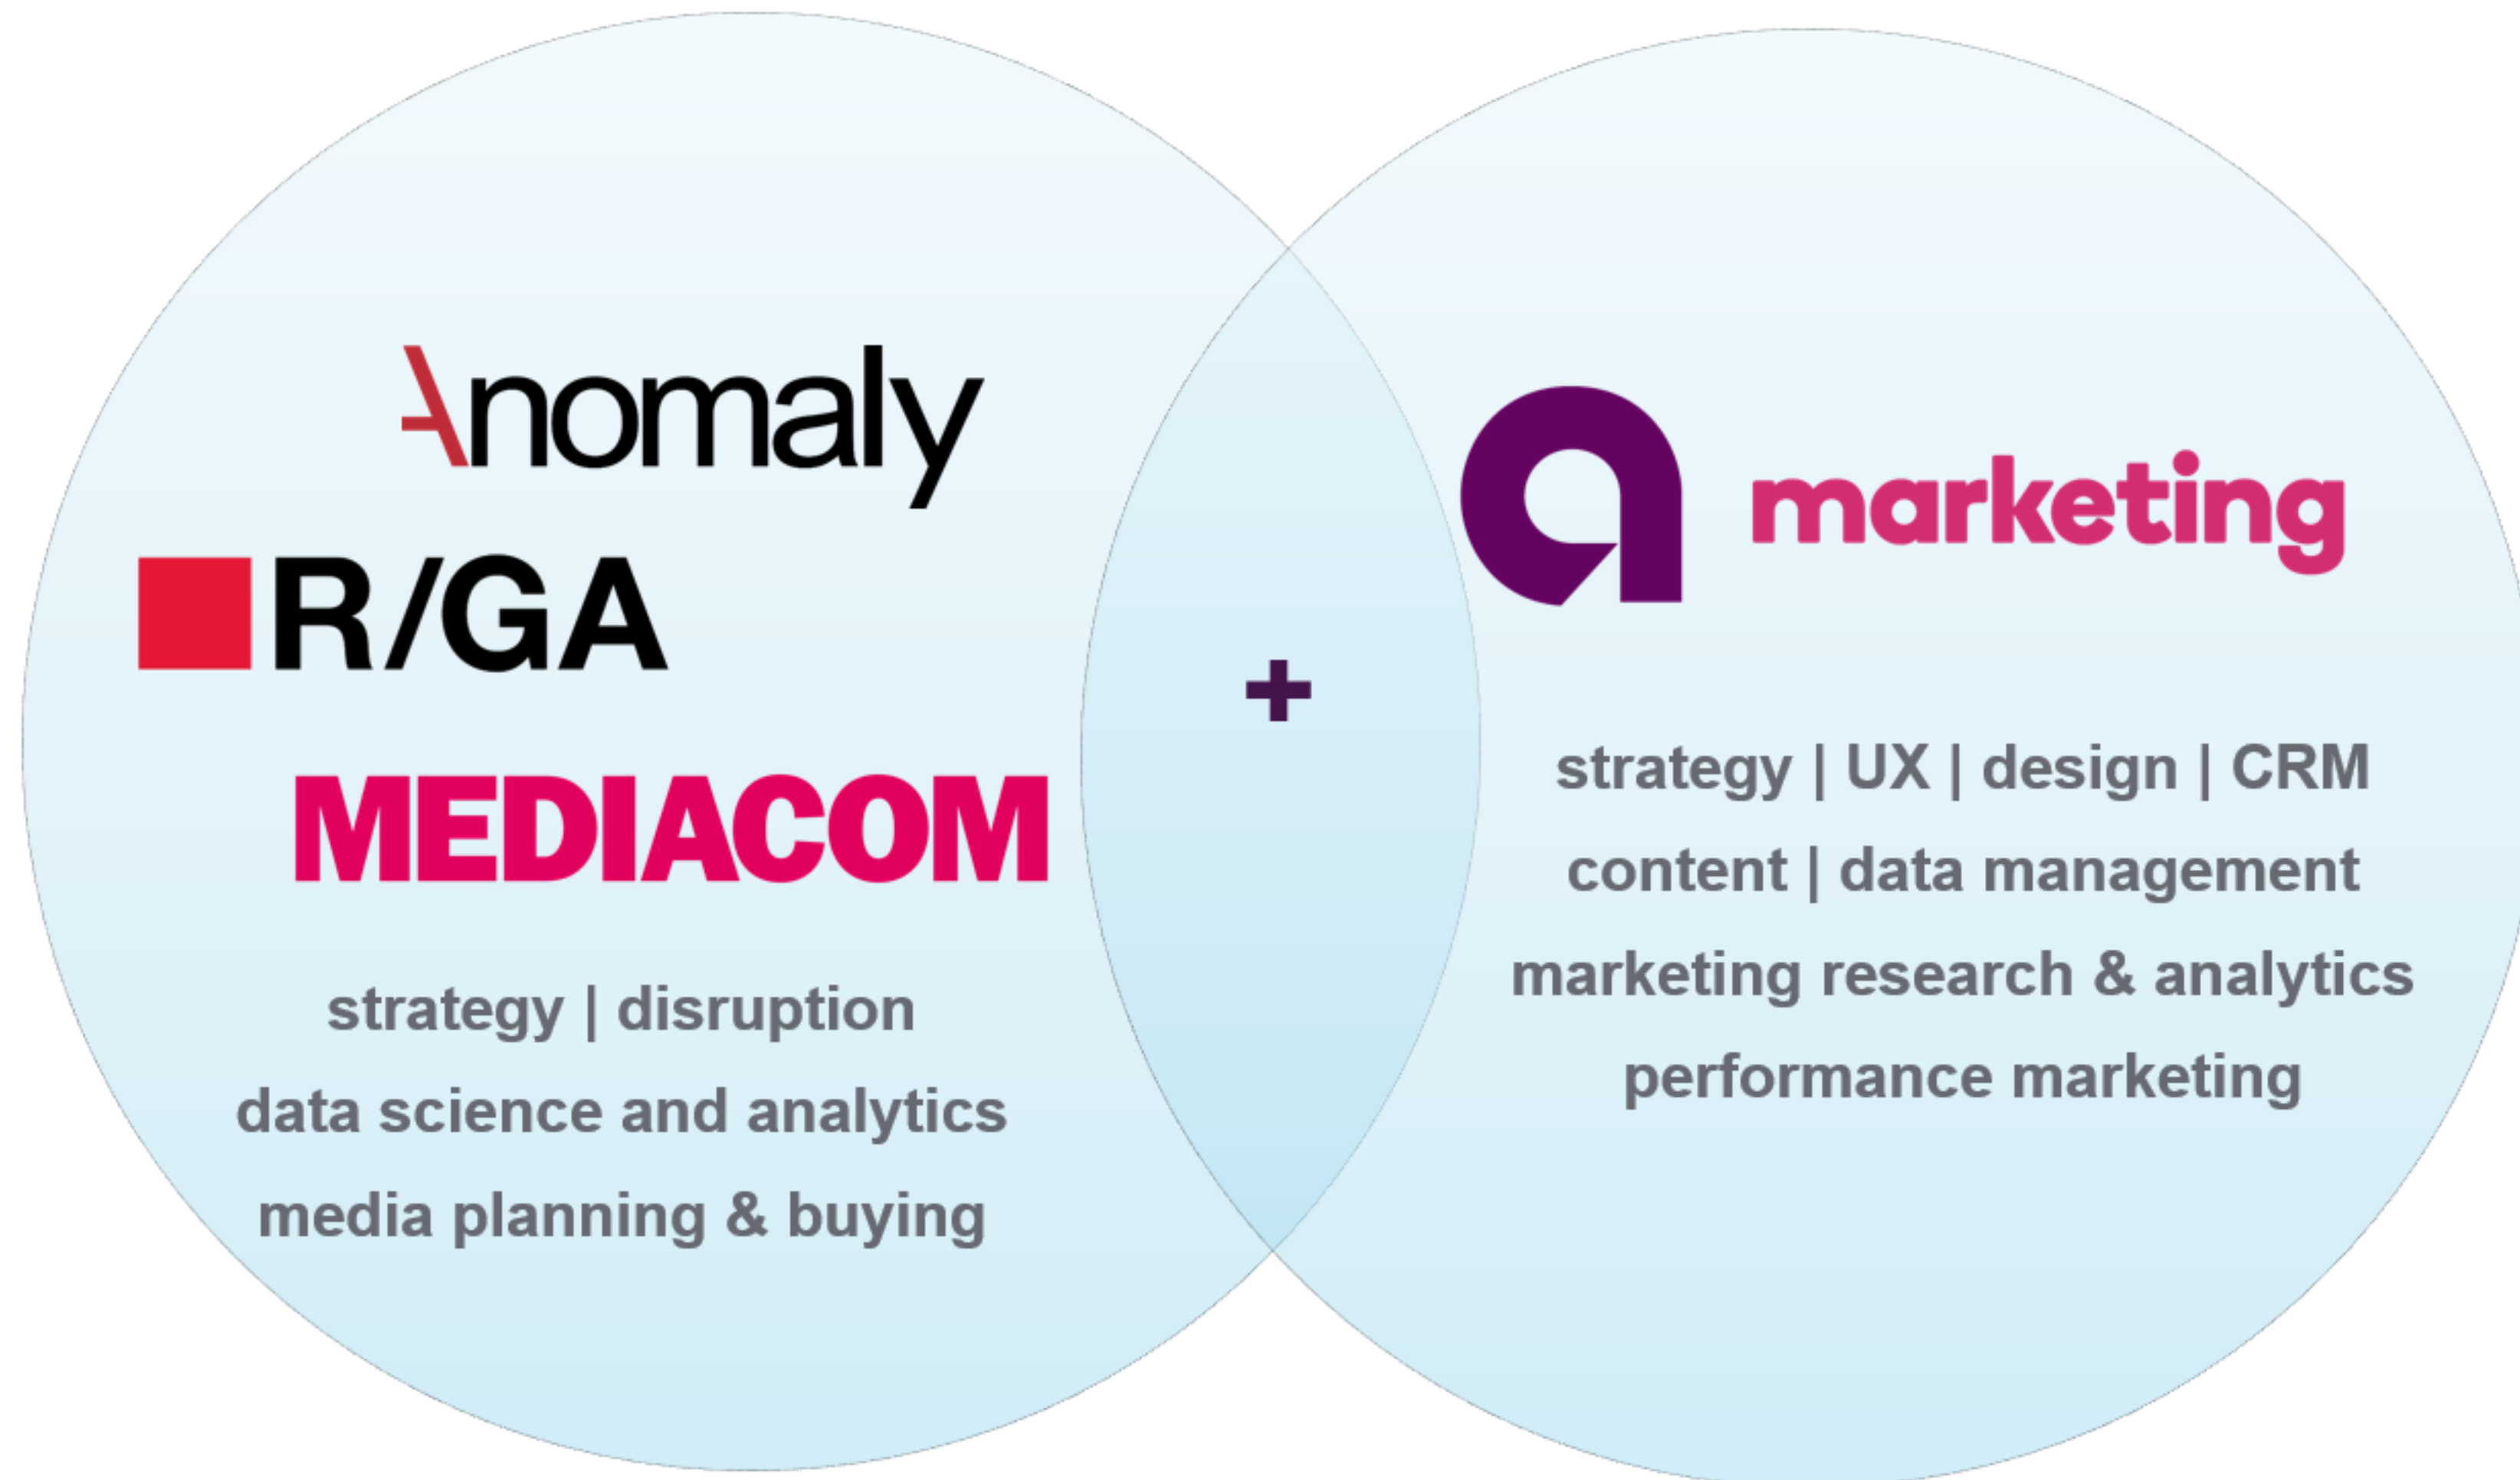 Anomaly
R/GA
MEDIACOM
strategy | disruption
data science and analytics
media planning & buying
+
a marketing
strategy | UX | design | CRM
content | data management
marketing research & analytics
performance marketing